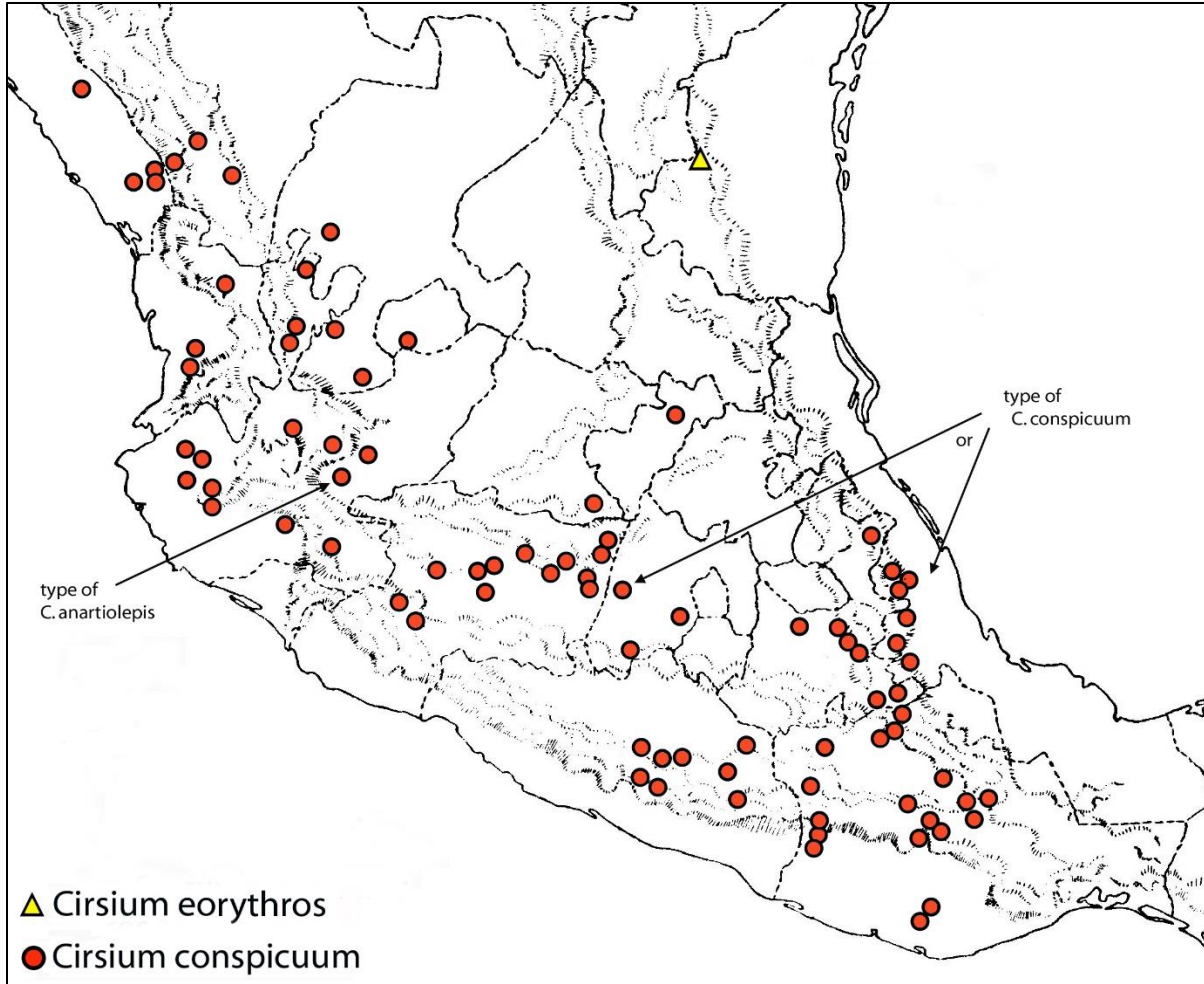 type of
C. conspicuum
or
type of
C. anartiolepis
Cirsium eorythros
Cirsium conspicuum